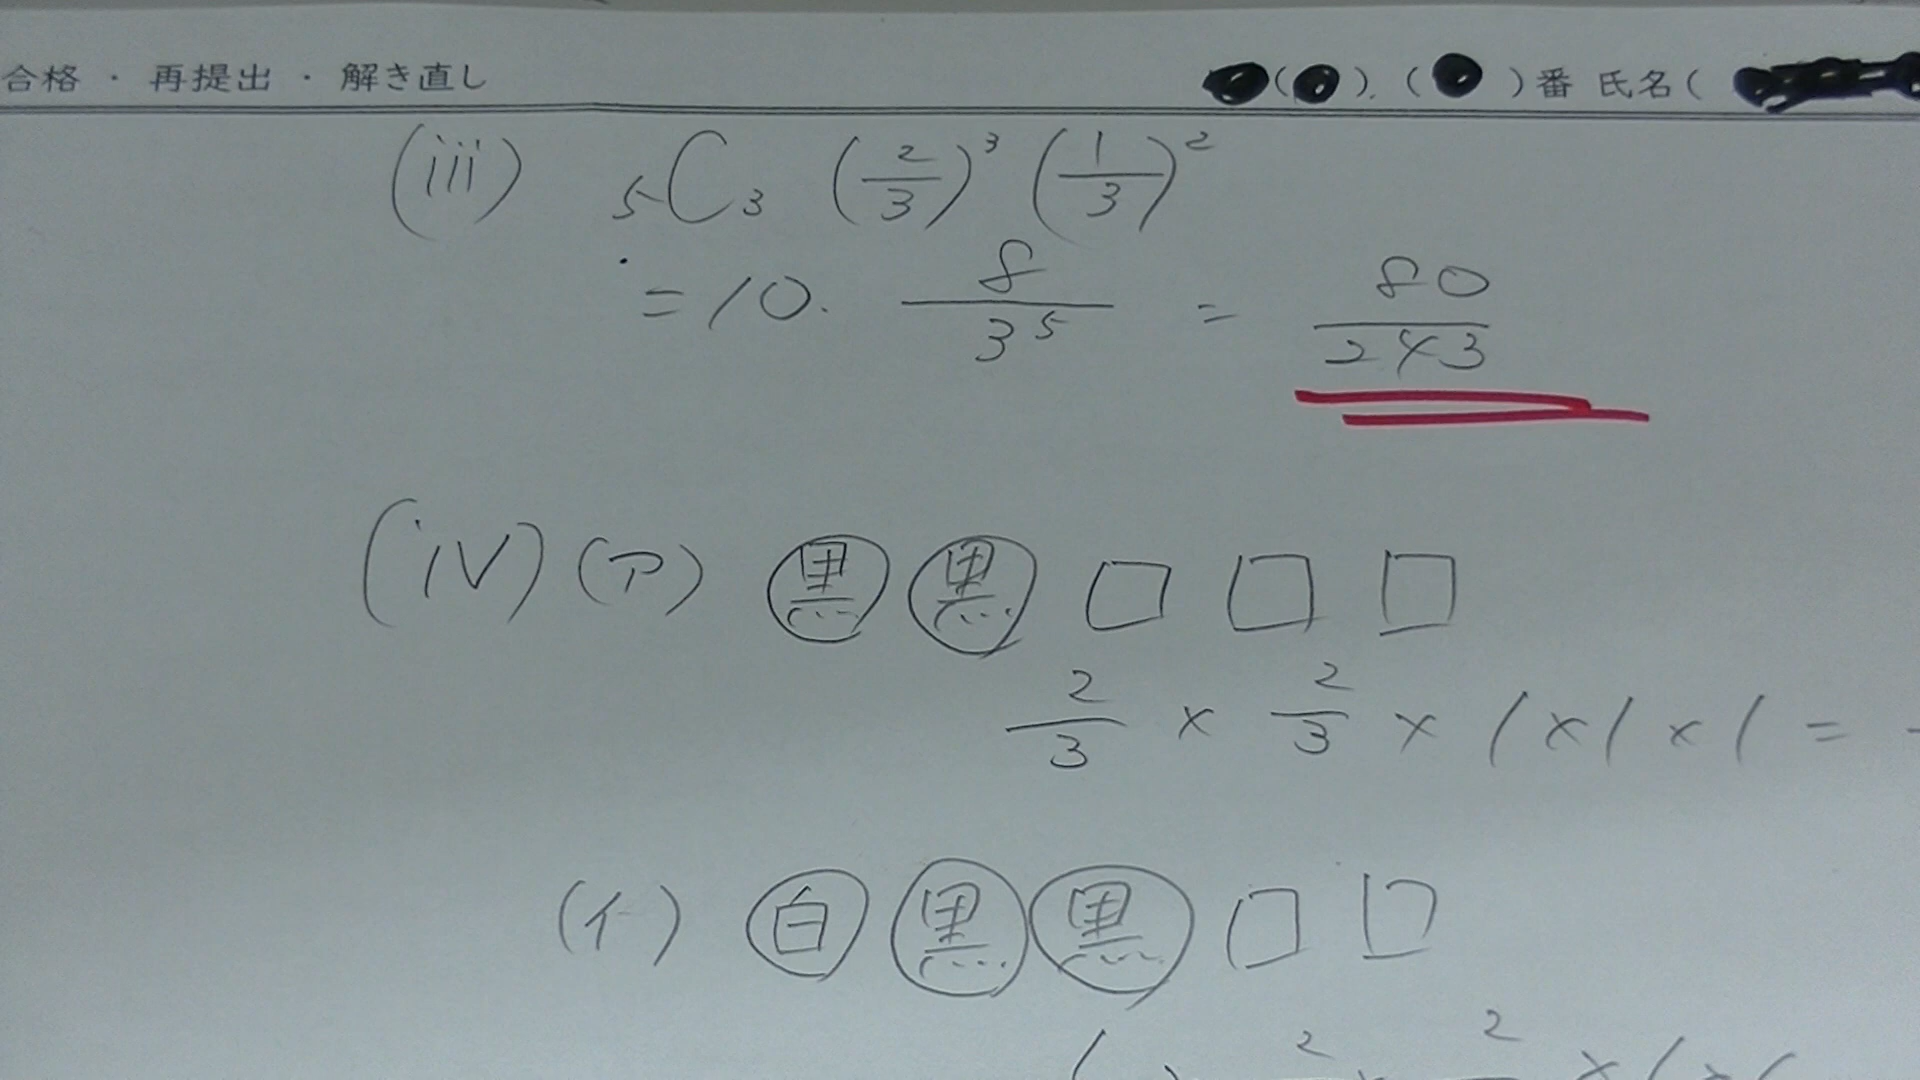 合格 ・ 再提出 ・ 解き直し ( ). ( )番 氏名(
(iii) ₅C₃ (2/3)³ (1/3)²
= 10 · 8/3⁵ = 80/243
(iV) (ア) 黒 黒 □ □ □
2/3 × 2/3 × 1 × 1 × 1 =
(イ) 白 黒 黒 □ □